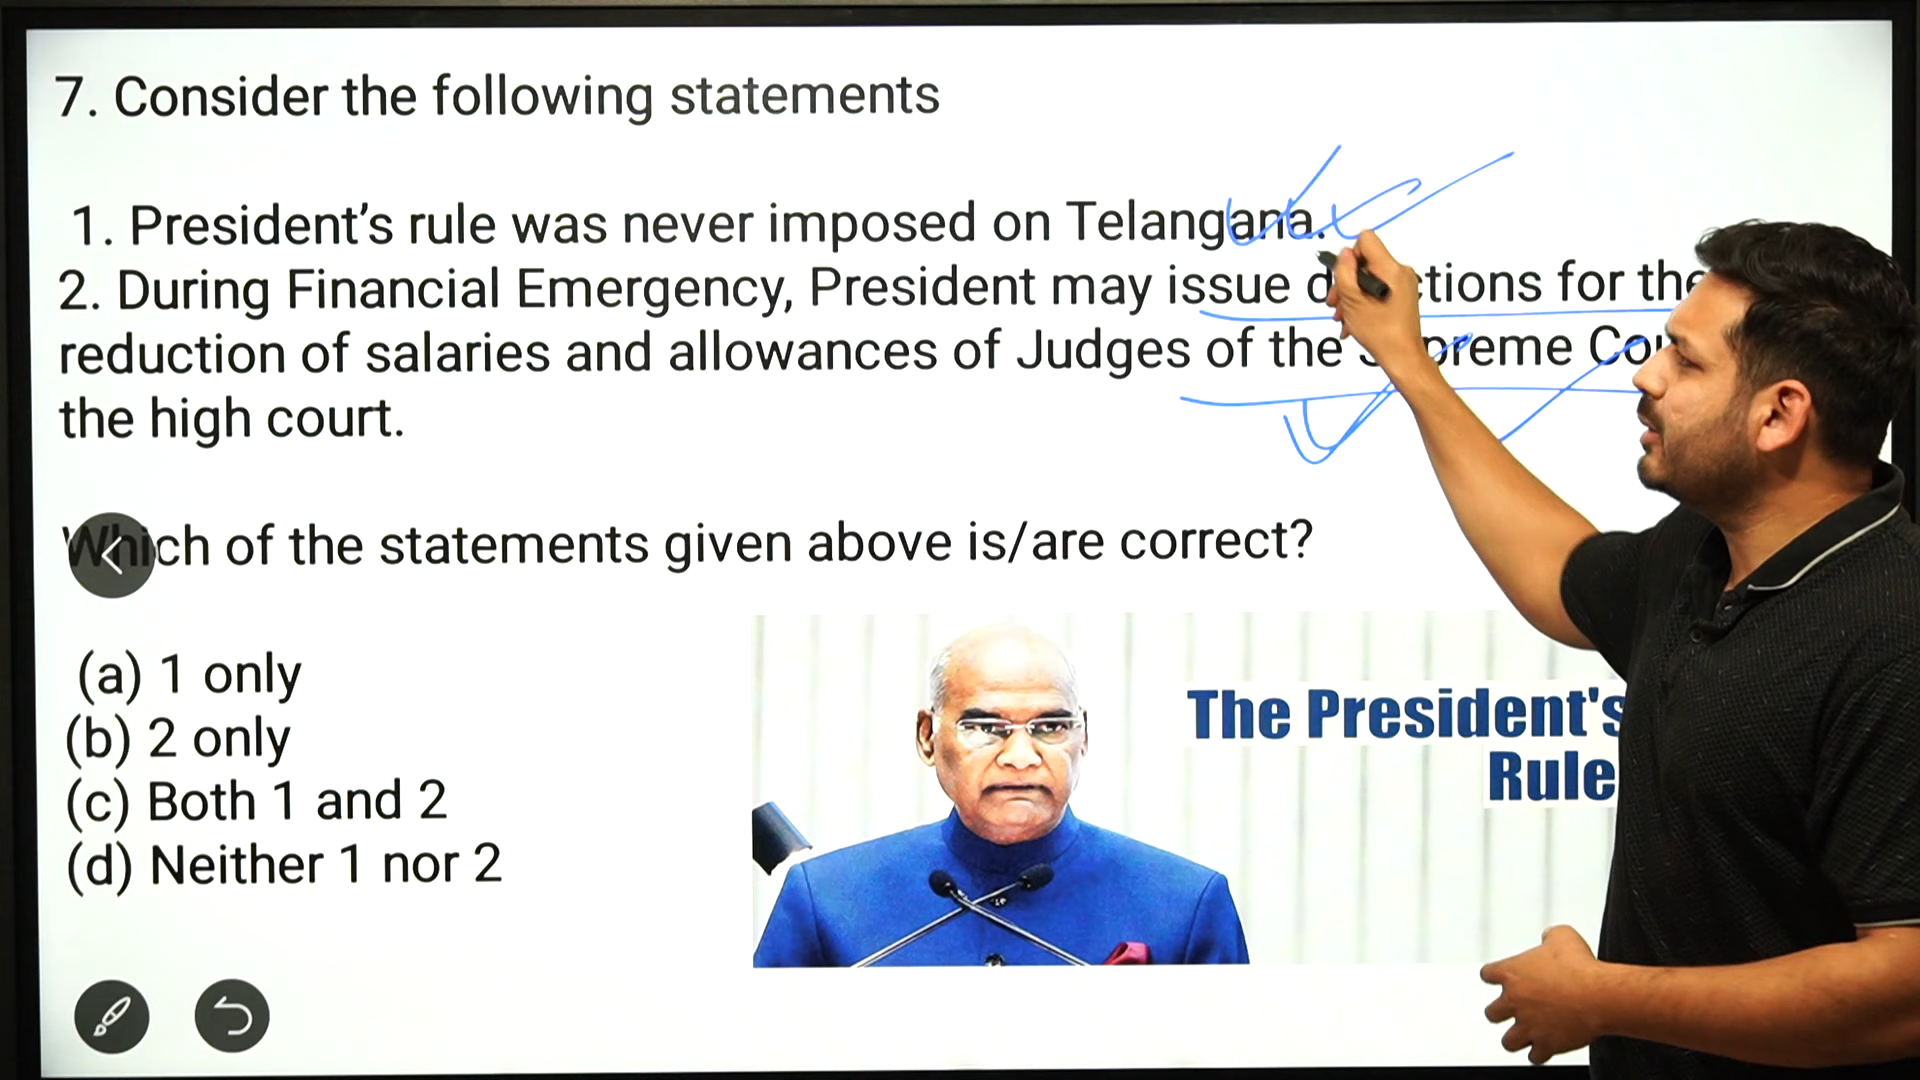 7. Consider the following statements
1. President's rule was never imposed on Telangana.
2. During Financial Emergency, President may issue for the
reduction of salaries and allowances of Judges of the
the high court.
Which of the statements given above is/are correct?
(a) 1 only
(b) 2 only
(c) Both 1 and 2
(d) Neither 1 nor 2
The President's
Rule